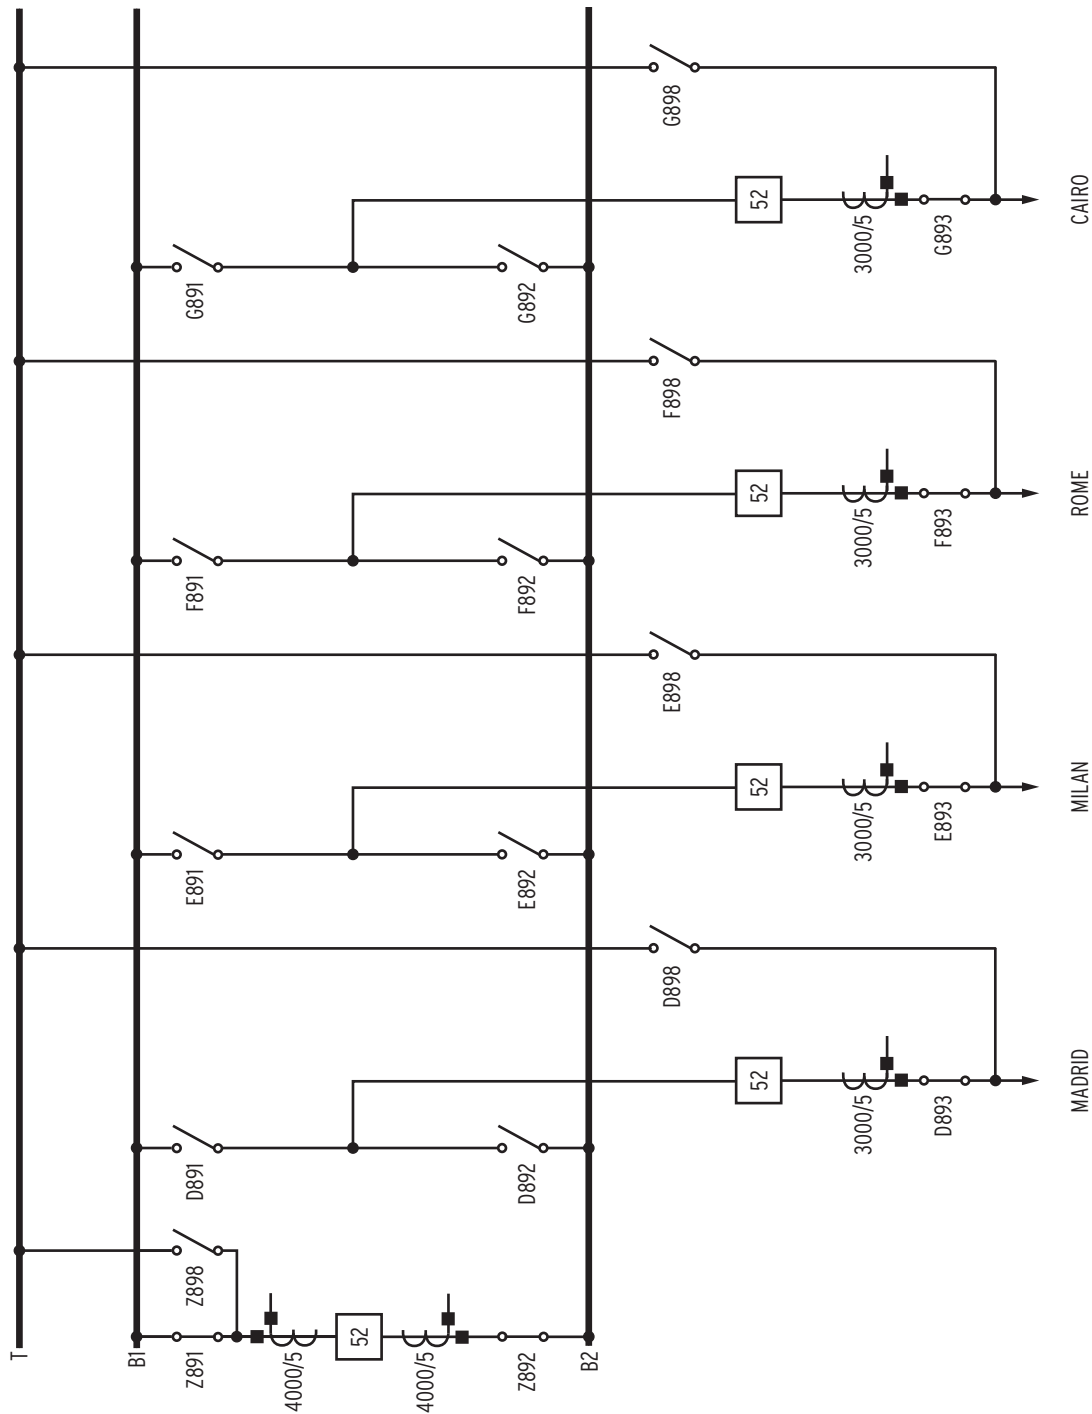 T
B1
B2
Z891
Z898
4000/5
52
4000/5
Z892
D891
D892
D898
52
3000/5
D893
MADRID
E891
E892
E898
52
3000/5
E893
MILAN
F891
F892
F898
52
3000/5
F893
ROME
G891
G892
G898
52
3000/5
G893
CAIRO